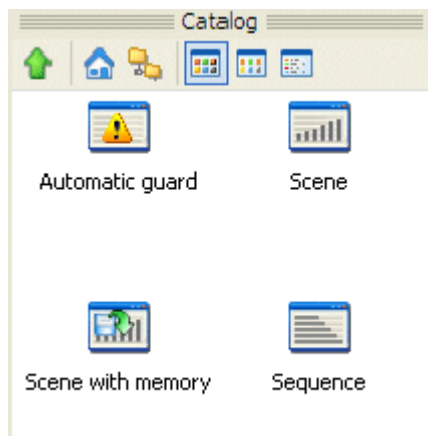 Catalog
Automatic guard
Scene
Scene with memory
Sequence